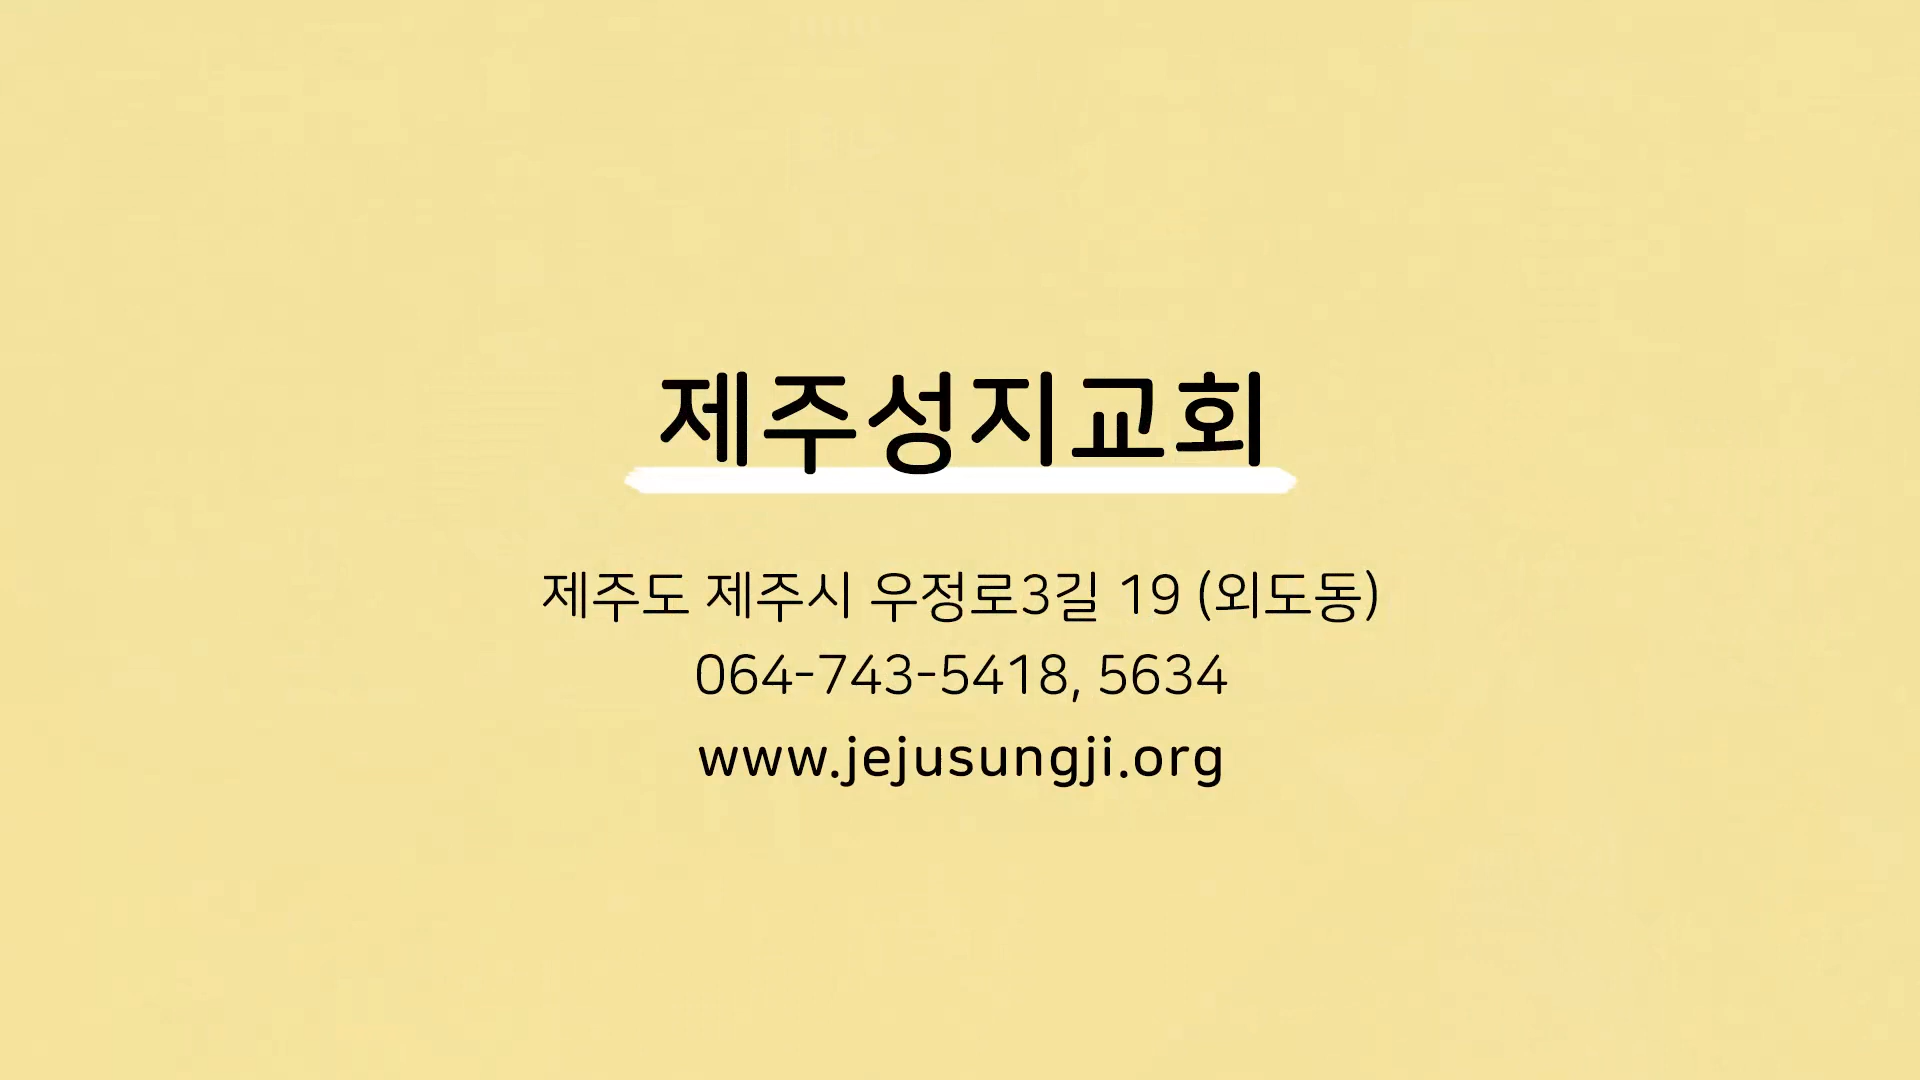 제주성지교회
제주도 제주시 우정로3길 19 (외도동)
064-743-5418, 5634
www.jejusungji.org